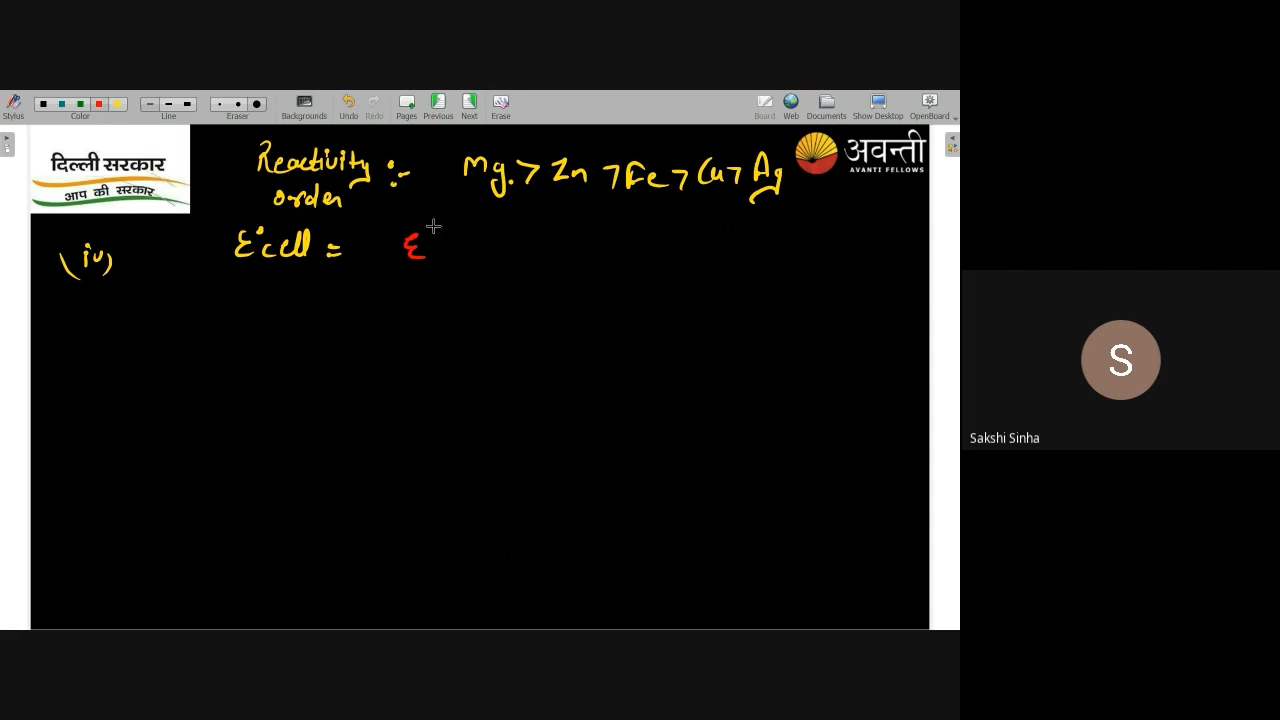 Stylus
Color
Line
Eraser
Backgrounds
Undo
Redo
Pages
Previous
Next
Erase
Board
Web
Documents
Show Desktop
OpenBoard
दिल्ली सरकार
आप की सरकार
Reactivity :-
order
Mg. > Zn > Fe > Cu > Ag
अवन्ती
AVANTI FELLOWS
(iv)
E°cell = E
S
Sakshi Sinha